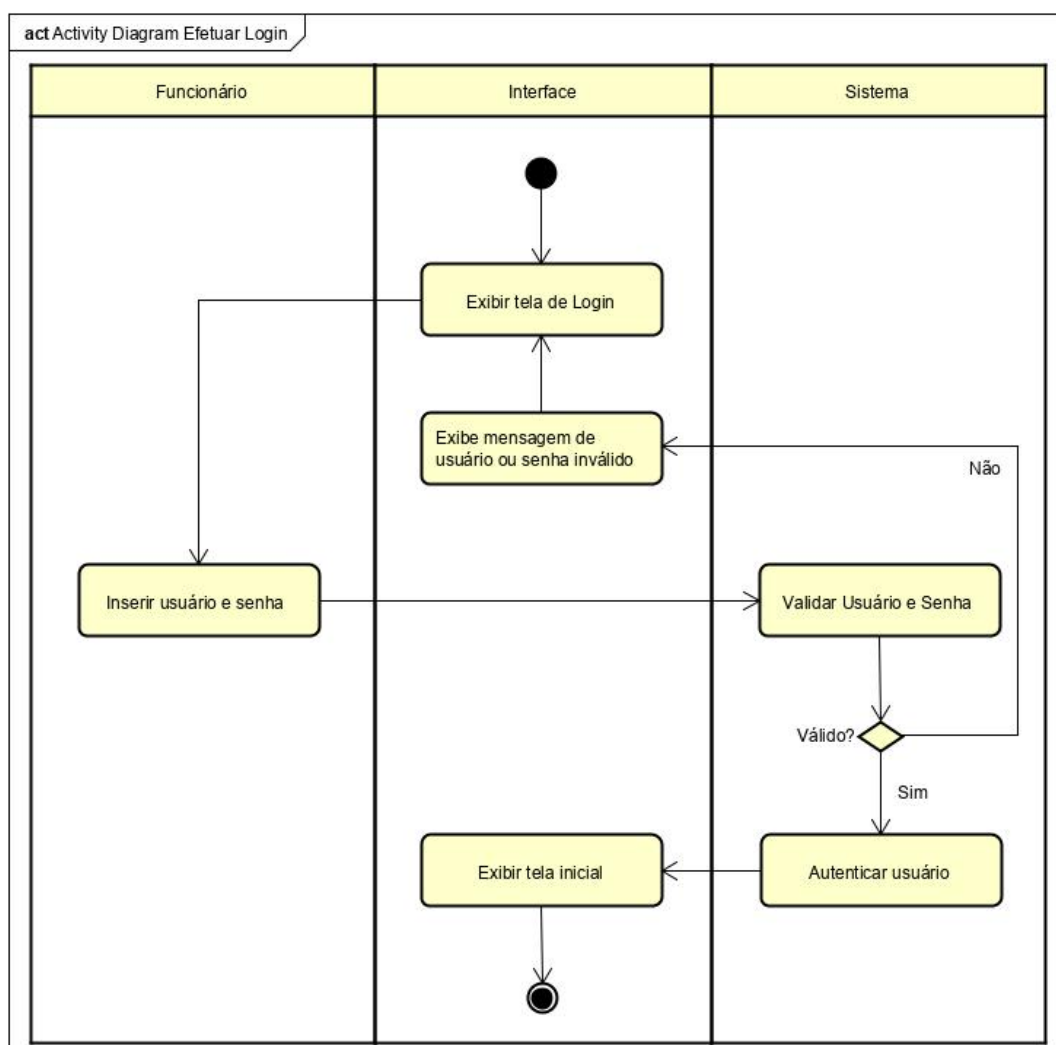 act Activity Diagram Efetuar Login
Funcionário
Interface
Sistema
Exibir tela de Login
Exibe mensagem de
usuário ou senha inválido
Não
Inserir usuário e senha
Validar Usuário e Senha
Válido?
Sim
Exibir tela inicial
Autenticar usuário